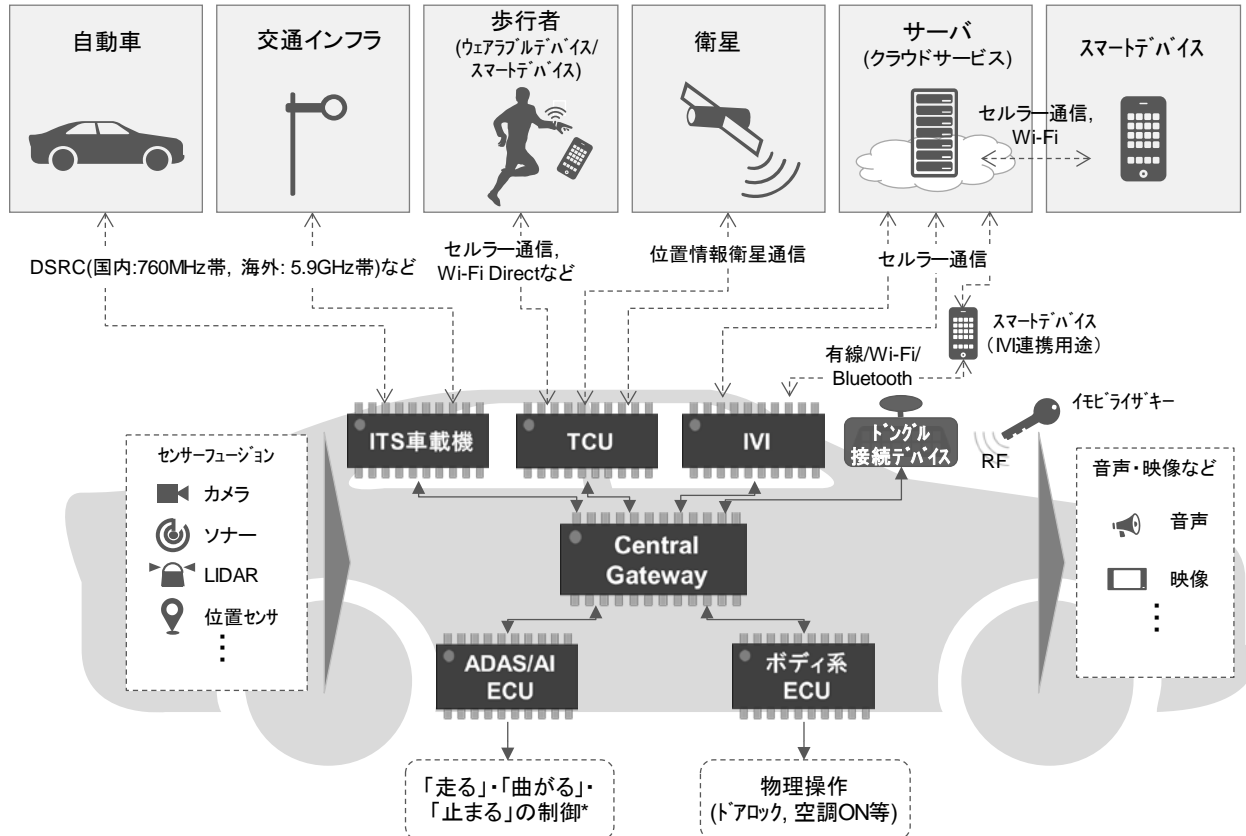 自動車
交通インフラ
歩行者
(ウェアラブルデバイス/
スマートデバイス)
衛星
サーバ
(クラウドサービス)
スマートデバイス
セルラー通信,
Wi-Fi
DSRC(国内:760MHz帯, 海外: 5.9GHz帯)など
セルラー通信,
Wi-Fi Directなど
位置情報衛星通信
セルラー通信
スマートデバイス
(IVI連携用途)
有線/Wi-Fi/
Bluetooth
イモビライザキー
ITS車載機
TCU
IVI
ドングル
接続デバイス
RF
センサーフュージョン
カメラ
ソナー
LIDAR
位置センサ
⋮
音声・映像など
音声
映像
⋮
Central
Gateway
ADAS/AI
ECU
ボディ系
ECU
「走る」・「曲がる」・
「止まる」の制御*
物理操作
(ドアロック, 空調ON等)